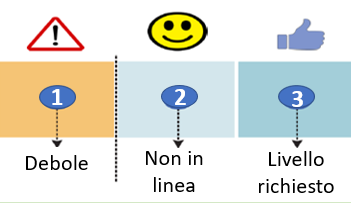 1 2 3
Debole
Non in
linea
Livello
richiesto